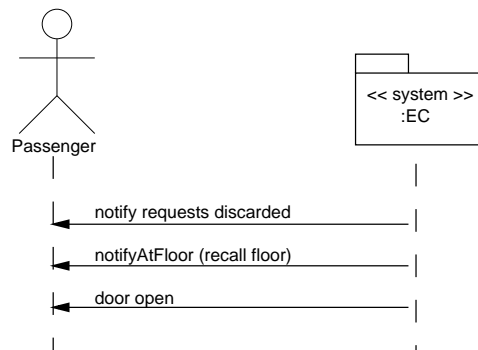 << system >>
:EC
Passenger
notify requests discarded
notifyAtFloor (recall floor)
door open